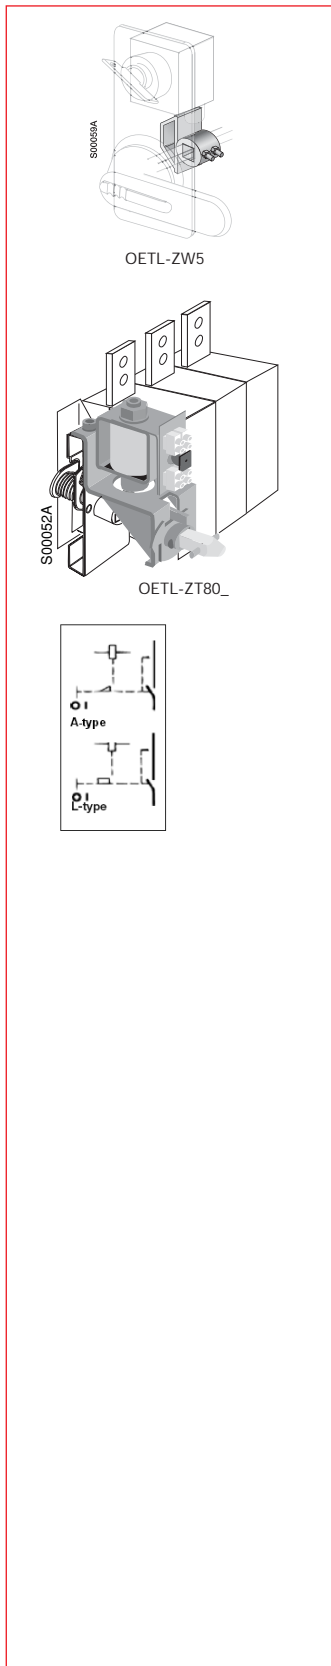 S00059A
OETL-ZW5
S00052A
OETL-ZT80_
O I
A-type
O I
L-type